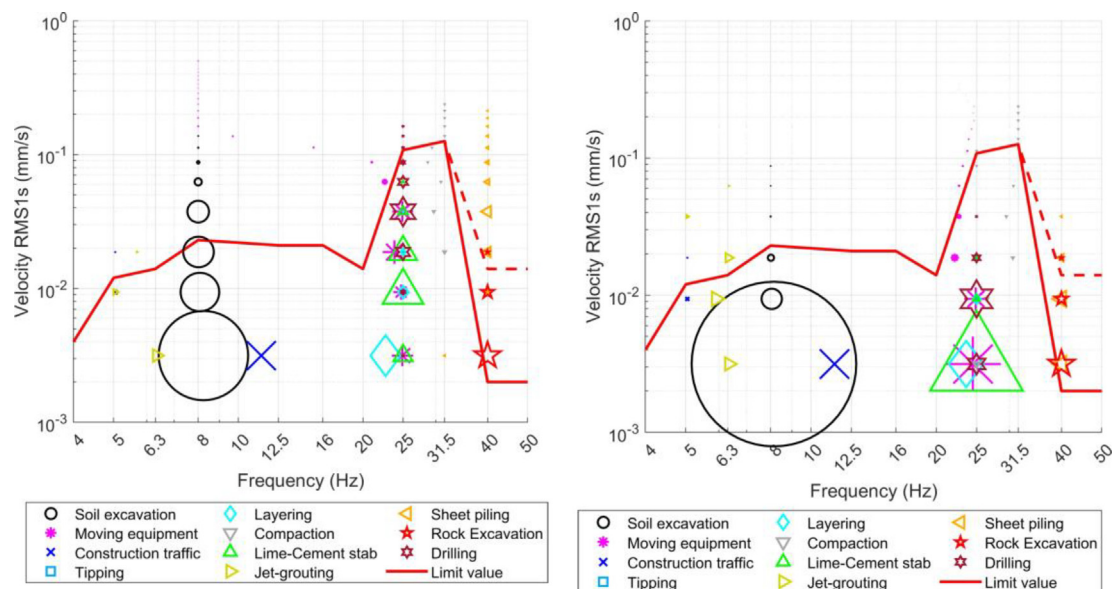 10^0
10^-1
10^-2
10^-3
Velocity RMS1s (mm/s)
4 5 6.3 8 10 12.5 16 20 25 31.5 40 50
Frequency (Hz)
Soil excavation Layering Sheet piling
Moving equipment Compaction Rock Excavation
Construction traffic Lime-Cement stab Drilling
Tipping Jet-grouting Limit value
10^0
10^-1
10^-2
10^-3
Velocity RMS1s (mm/s)
4 5 6.3 8 10 12.5 16 20 25 31.5 40 50
Frequency (Hz)
Soil excavation Layering Sheet piling
Moving equipment Compaction Rock Excavation
Construction traffic Lime-Cement stab Drilling
Tipping Jet-grouting Limit value